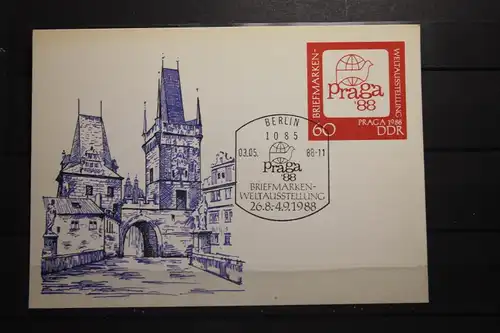 BRIEFMARKEN-
WELTAUSSTELLUNG
praga
'88
60
PRAGA 1988
DDR
BERLIN
1085
03.05. 88-11
praga
'88
BRIEFMARKEN-
WELTAUSSTELLUNG
26.8.-4.9.1988